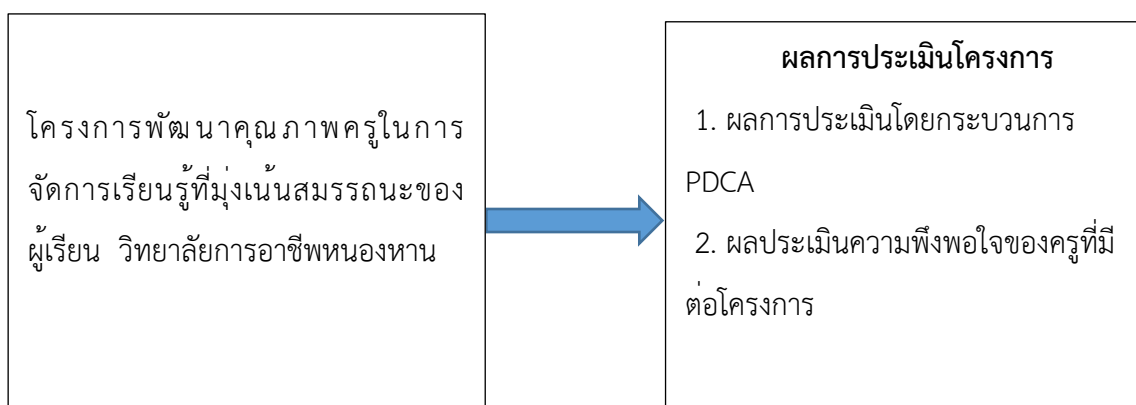 โครงการพัฒนาคุณภาพครูในการ
จัดการเรียนรู้ที่มุ่งเน้นสมรรถนะของ
ผู้เรียน วิทยาลัยการอาชีพหนองหาน
ผลการประเมินโครงการ
1. ผลการประเมินโดยกระบวนการ
PDCA
2. ผลประเมินความพึงพอใจของครูที่มี
ต่อโครงการ